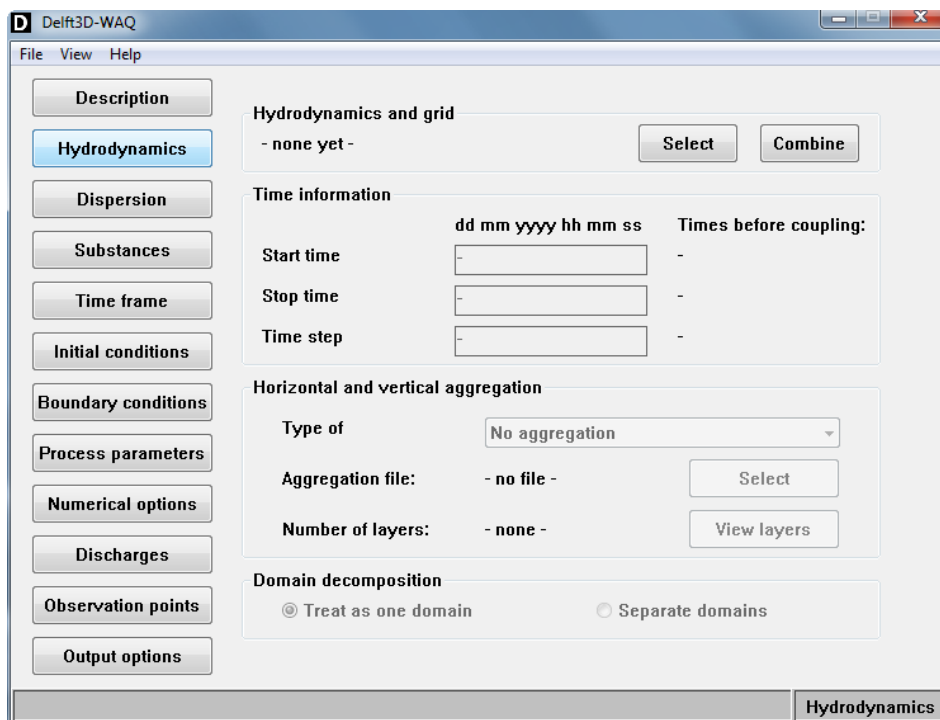 D Delft3D-WAQ
File View Help
Description
Hydrodynamics
Dispersion
Substances
Time frame
Initial conditions
Boundary conditions
Process parameters
Numerical options
Discharges
Observation points
Output options
Hydrodynamics and grid
- none yet - Select Combine
Time information
dd mm yyyy hh mm ss Times before coupling:
Start time - -
Stop time - -
Time step - -
Horizontal and vertical aggregation
Type of No aggregation
Aggregation file: - no file - Select
Number of layers: - none - View layers
Domain decomposition
Treat as one domain Separate domains
Hydrodynamics